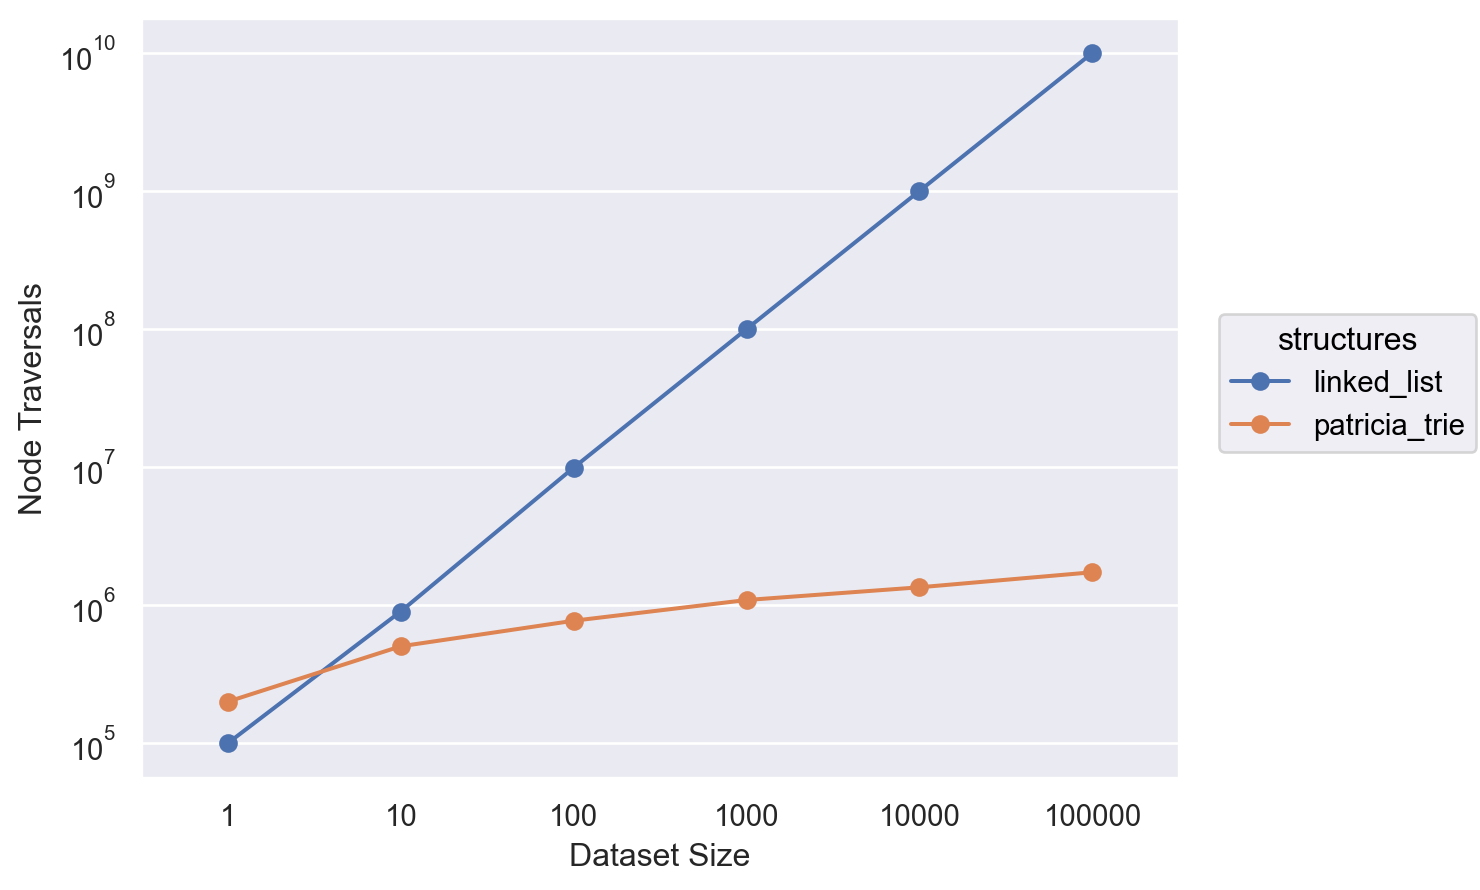 10^10
10^9
10^8
10^7
10^6
10^5
Node Traversals
1 10 100 1000 10000 100000
Dataset Size
structures
linked_list
patricia_trie